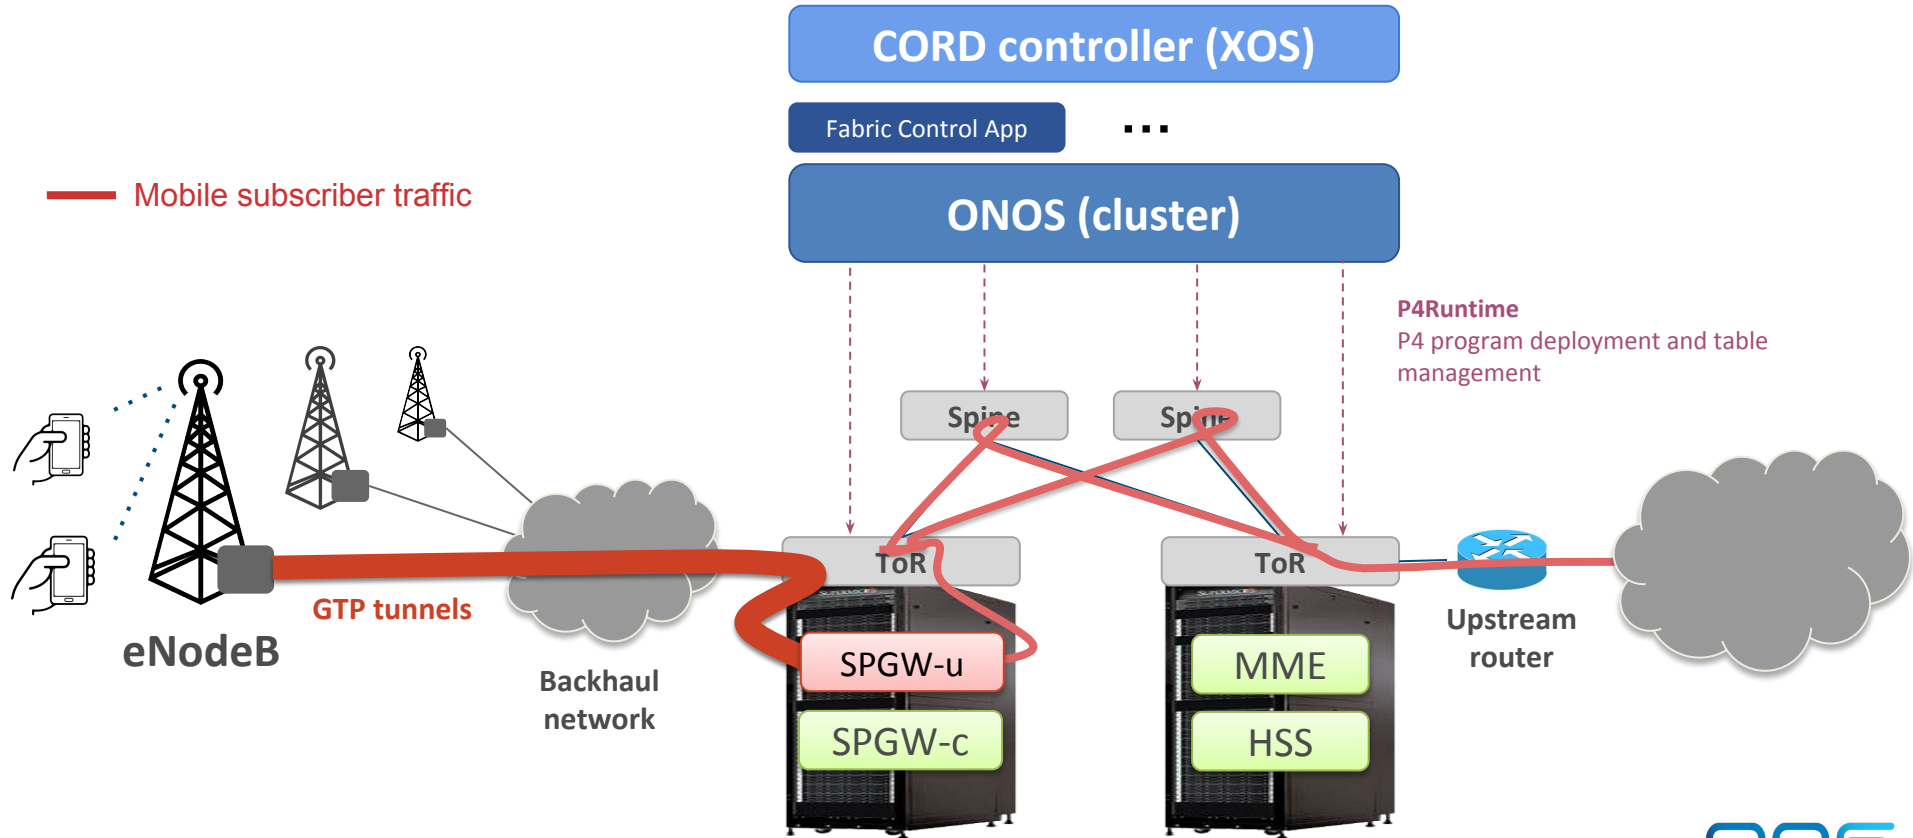 CORD controller (XOS)
Fabric Control App
...
ONOS (cluster)
Mobile subscriber traffic
P4Runtime
P4 program deployment and table
management
Spine
Spine
ToR
ToR
GTP tunnels
eNodeB
Backhaul
network
SPGW-u
SPGW-c
MME
HSS
Upstream
router